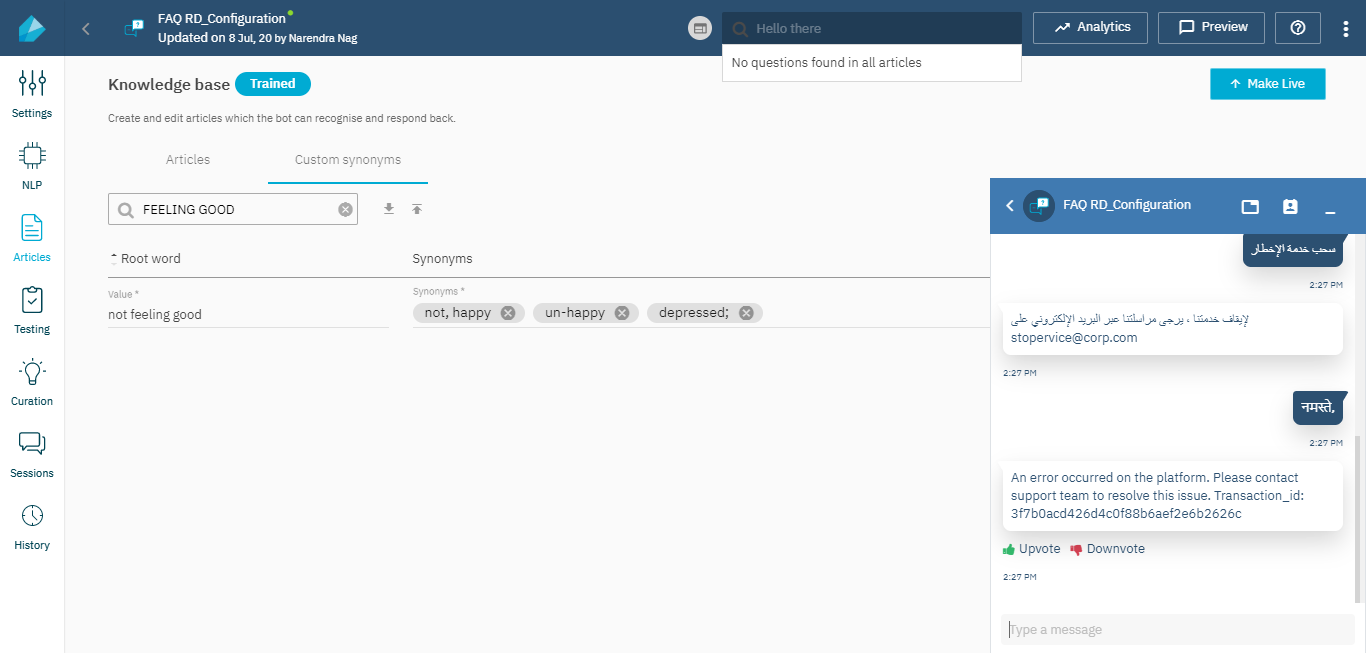 FAQ RD_Configuration
Updated on 8 Jul, 20 by Narendra Nag
Hello there
Analytics
Preview
No questions found in all articles
Settings
NLP
Articles
Testing
Curation
Sessions
History
Knowledge base
Trained
Make Live
Create and edit articles which the bot can recognise and respond back.
Articles
Custom synonyms
FEELING GOOD
Root word
Synonyms
Value *
not feeling good
Synonyms *
not, happy
un-happy
depressed;
FAQ RD_Configuration
سحب خدمة الإخطار
2:27 PM
لإيقاف خدمتنا ، يرجى مراسلتنا عبر البريد الإلكتروني على
stopervice@corp.com
2:27 PM
नमस्ते,
2:27 PM
An error occurred on the platform. Please contact
support team to resolve this issue. Transaction_id:
3f7b0acd426d4c0f88b6aef2e6b2626c
Upvote
Downvote
2:27 PM
Type a message